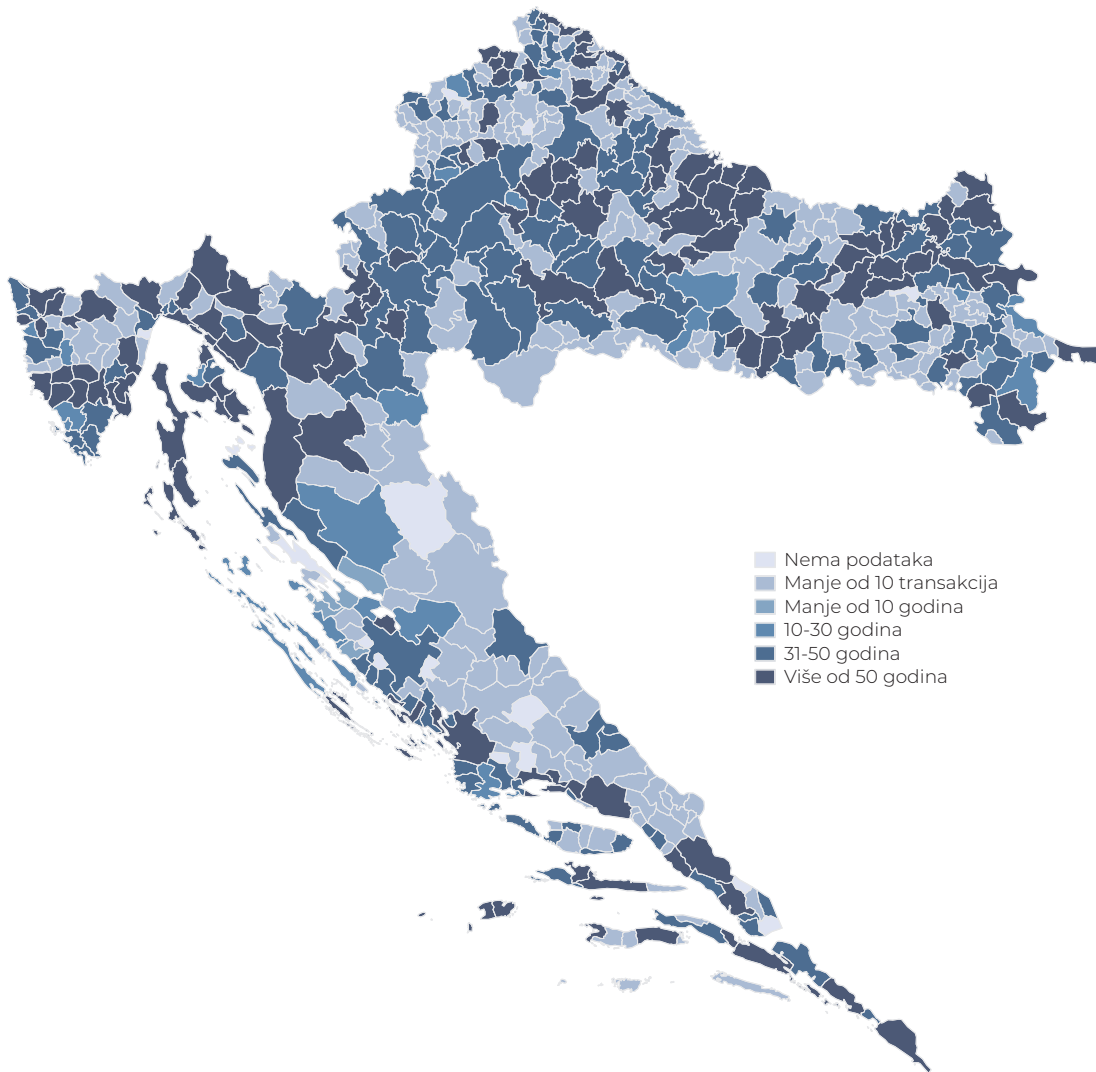 Nema podataka
Manje od 10 transakcija
Manje od 10 godina
10-30 godina
31-50 godina
Više od 50 godina